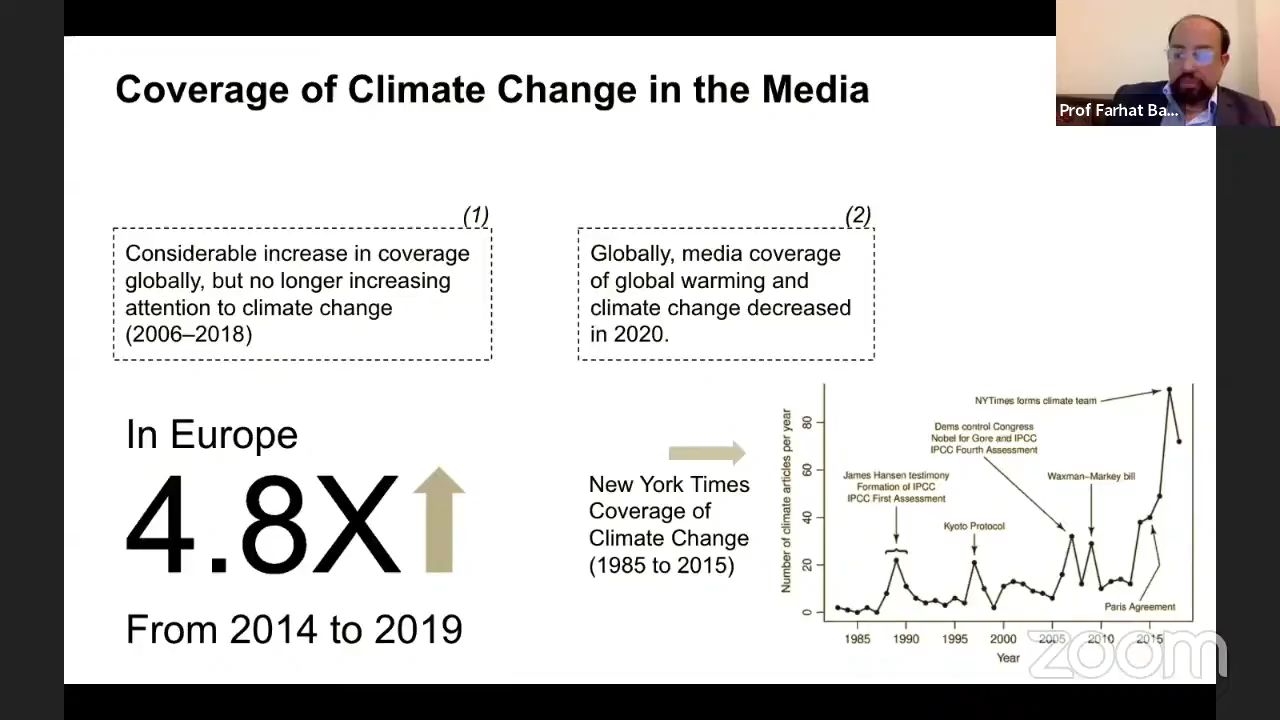 Coverage of Climate Change in the Media
Prof Farhat Ba...
(1)
Considerable increase in coverage
globally, but no longer increasing
attention to climate change
(2006–2018)
(2)
Globally, media coverage
of global warming and
climate change decreased
in 2020.
In Europe
4.8X
From 2014 to 2019
New York Times
Coverage of
Climate Change
(1985 to 2015)
Number of climate articles per year
80
60
40
20
0
NYTimes forms climate team
Dems control Congress
Nobel for Gore and IPCC
IPCC Fourth Assessment
James Hansen testimony
Formation of IPCC
IPCC First Assessment
Waxman–Markey bill
Kyoto Protocol
Paris Agreement
1985 1990 1995 2000 2005 2010 2015
Year
zoom